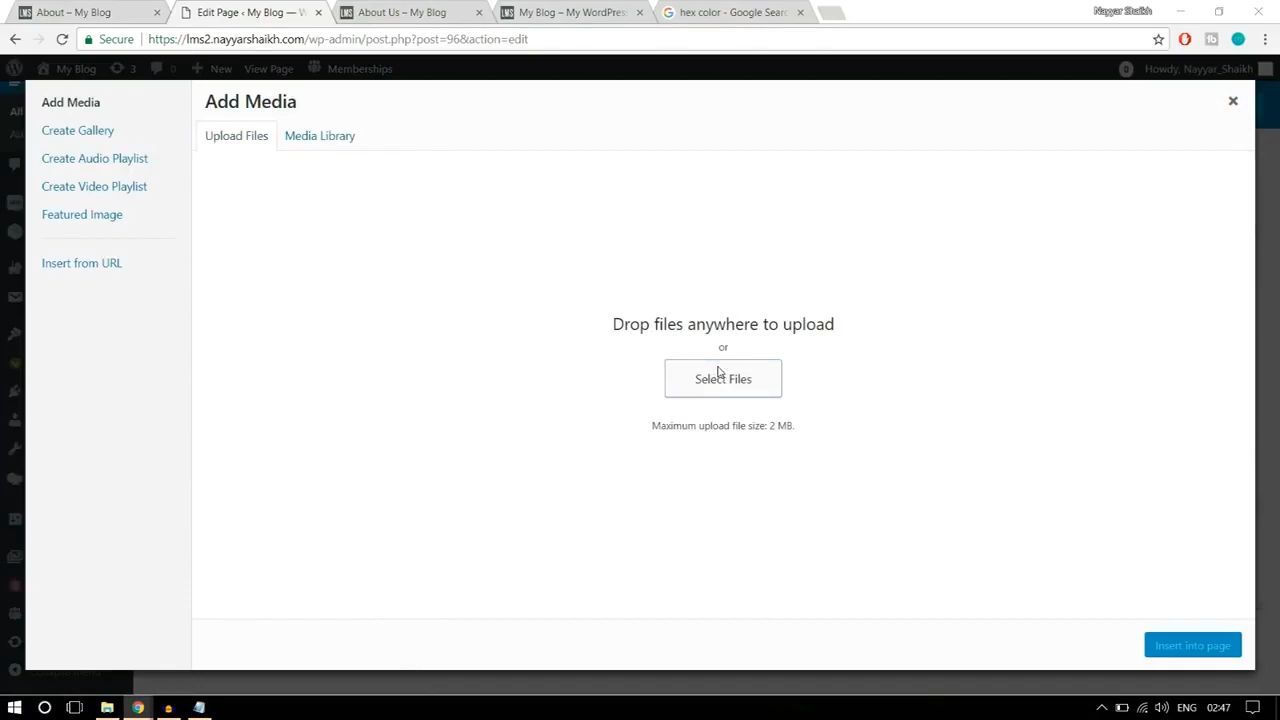 About – My Blog
Edit Page ‹ My Blog — W
About Us – My Blog
My Blog – My WordPress
hex color - Google Sear
Nayyar Shaikh
Secure
https://lms2.nayyarshaikh.com/wp-admin/post.php?post=96&action=edit
My Blog
3
0
New
View Page
Memberships
Howdy, Nayyar_Shaikh
Add Media
Create Gallery
Create Audio Playlist
Create Video Playlist
Featured Image
Insert from URL
Add Media
Upload Files
Media Library
Drop files anywhere to upload
or
Select Files
Maximum upload file size: 2 MB.
Insert into page
ENG
02:47